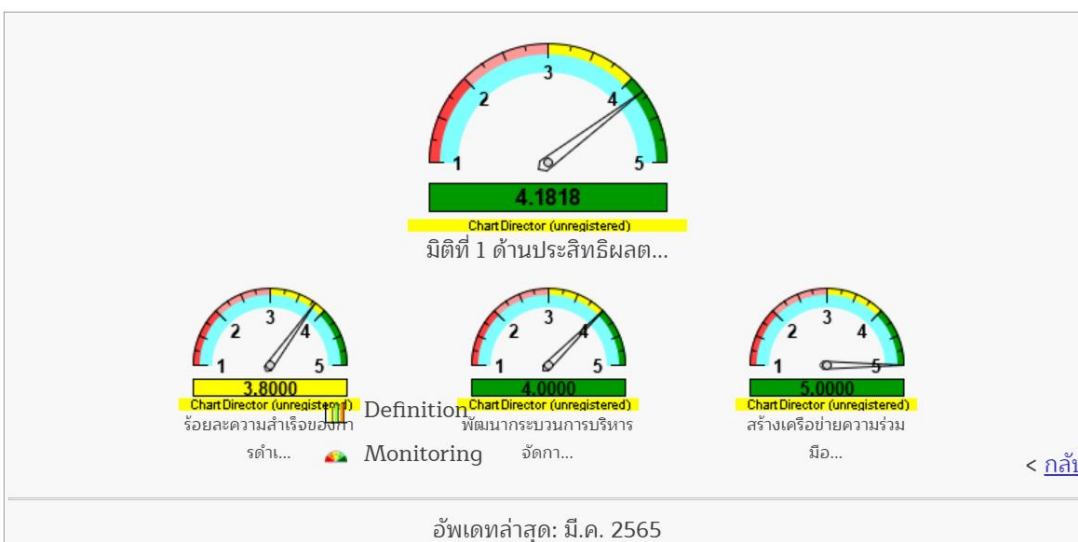 3
2
4
1
5
4.1818
ChartDirector (unregistered)
มิติที่ 1 ด้านประสิทธิผลต...
3
2
4
1
5
3.8000
ChartDirector (unregistered)
ร้อยละความสำเร็จของกา
รดำเ...
3
2
4
1
5
4.0000
ChartDirector (unregistered)
พัฒนากระบวนการบริหาร
จัดกา...
3
2
4
1
5
5.0000
ChartDirector (unregistered)
สร้างเครือข่ายความร่วม
มือ...
Definition
Monitoring
< กลับ
อัพเดทล่าสุด: มี.ค. 2565